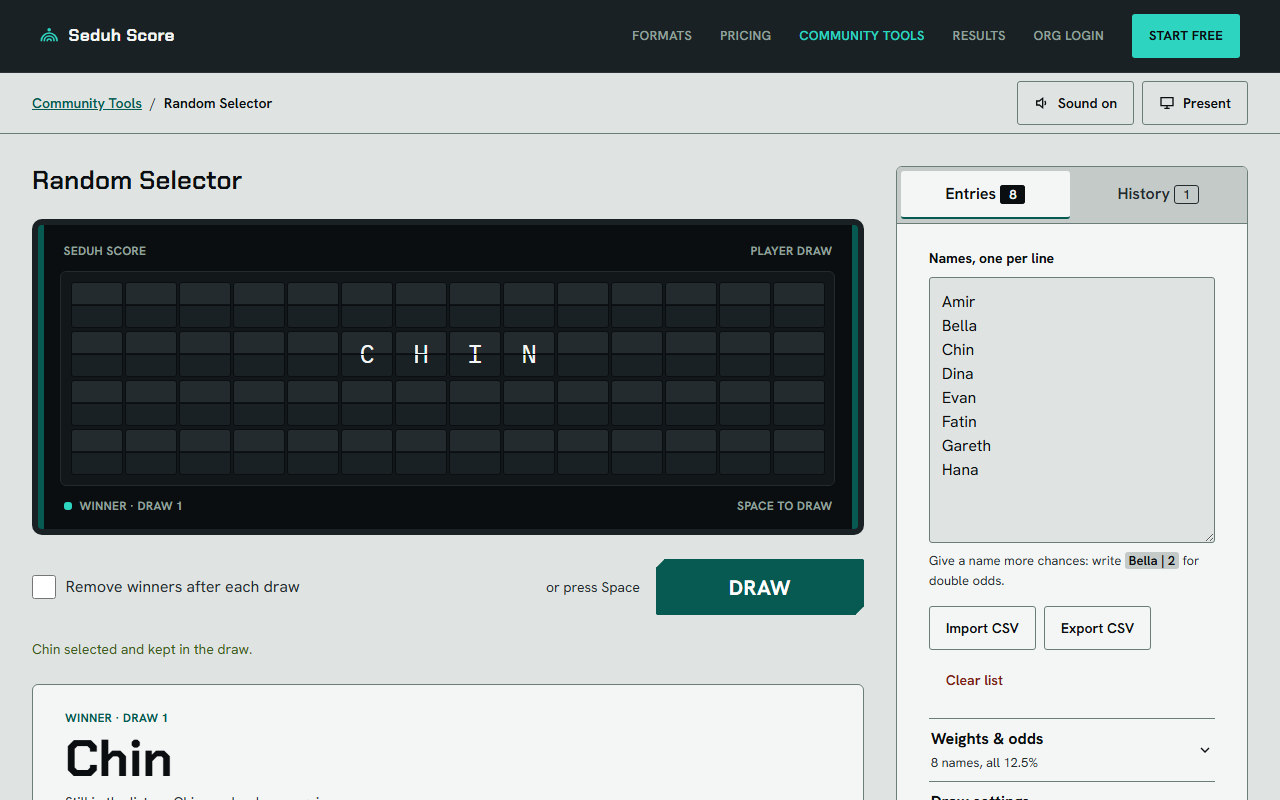 Seduh Score
FORMATS
PRICING
COMMUNITY TOOLS
RESULTS
ORG LOGIN
START FREE
Community Tools / Random Selector
Sound on
Present
Random Selector
SEDUH SCORE
PLAYER DRAW
CHIN
WINNER · DRAW 1
SPACE TO DRAW
Remove winners after each draw
or press Space
DRAW
Chin selected and kept in the draw.
WINNER · DRAW 1
Chin
Entries 8
History 1
Names, one per line
Amir
Bella
Chin
Dina
Evan
Fatin
Gareth
Hana
Give a name more chances: write Bella | 2 for
double odds.
Import CSV
Export CSV
Clear list
Weights & odds
8 names, all 12.5%